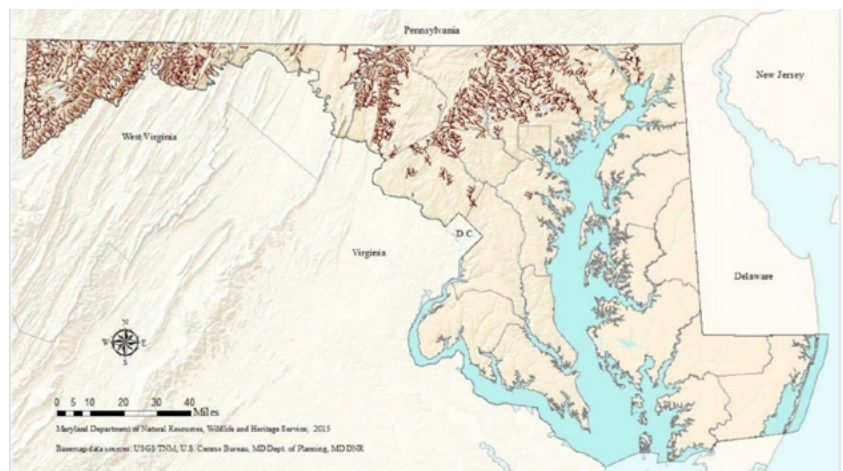 Pennsylvania
New Jersey
West Virginia
D.C.
Virginia
Delaware
N
W E
S
0 5 10 20 30 40
Miles
Maryland Department of Natural Resources, Wildlife and Heritage Service, 2015
Basemap data sources: USGS TNM, U.S. Census Bureau, MD Dept. of Planning, MD DNR